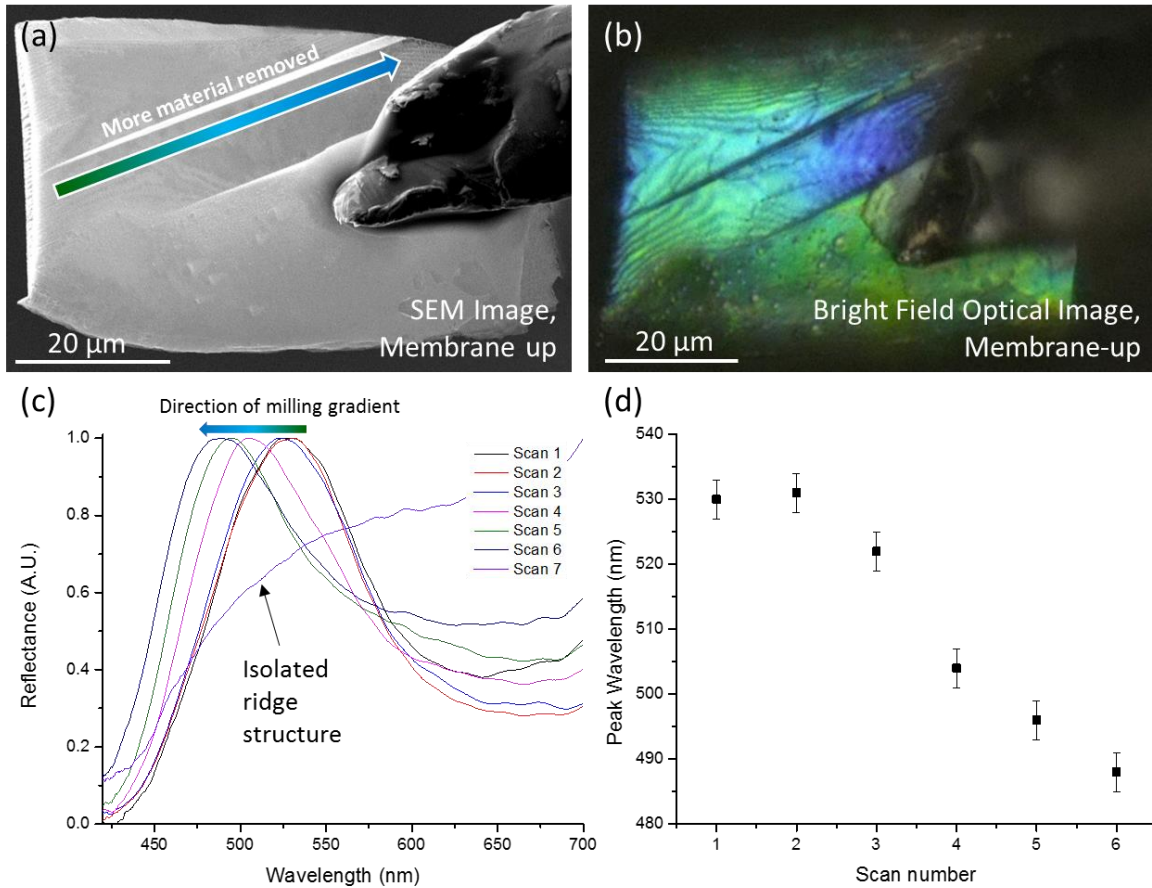 (a)
More material removed
SEM Image,
Membrane up
20 µm
(b)
Bright Field Optical Image,
Membrane-up
20 µm
(c)
Direction of milling gradient
Reflectance (A.U.)
1.0
0.8
0.6
0.4
0.2
0.0
Scan 1
Scan 2
Scan 3
Scan 4
Scan 5
Scan 6
Scan 7
Isolated
ridge
structure
450 500 550 600 650 700
Wavelength (nm)
(d)
Peak Wavelength (nm)
540
530
520
510
500
490
480
1 2 3 4 5 6
Scan number